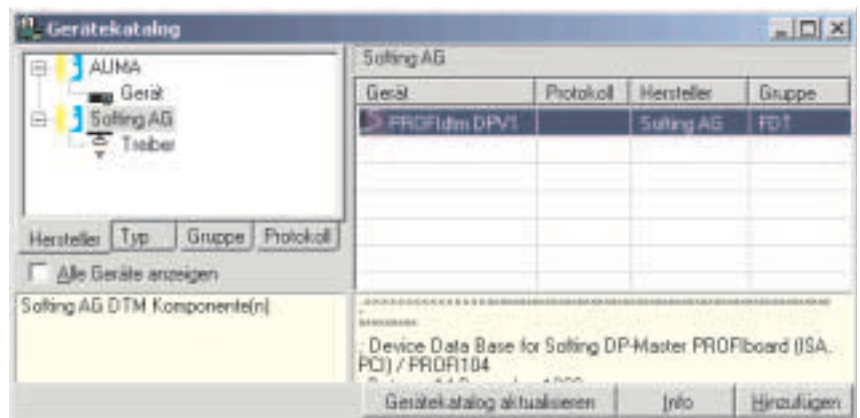 Gerätekatalog
AUMA
Gerät
Softing AG
Treiber
Hersteller Typ Gruppe Protokoll
Alle Geräte anzeigen
Softing AG DTM Komponente(n)
Softing AG
Gerät Protokoll Hersteller Gruppe
PROFIdtm DPV1 Softing AG FDT
; Device Data Base for Softing DP-Master PROFIboard (ISA,
PCI) / PROFI104
Gerätekatalog aktualisieren Info Hinzufügen